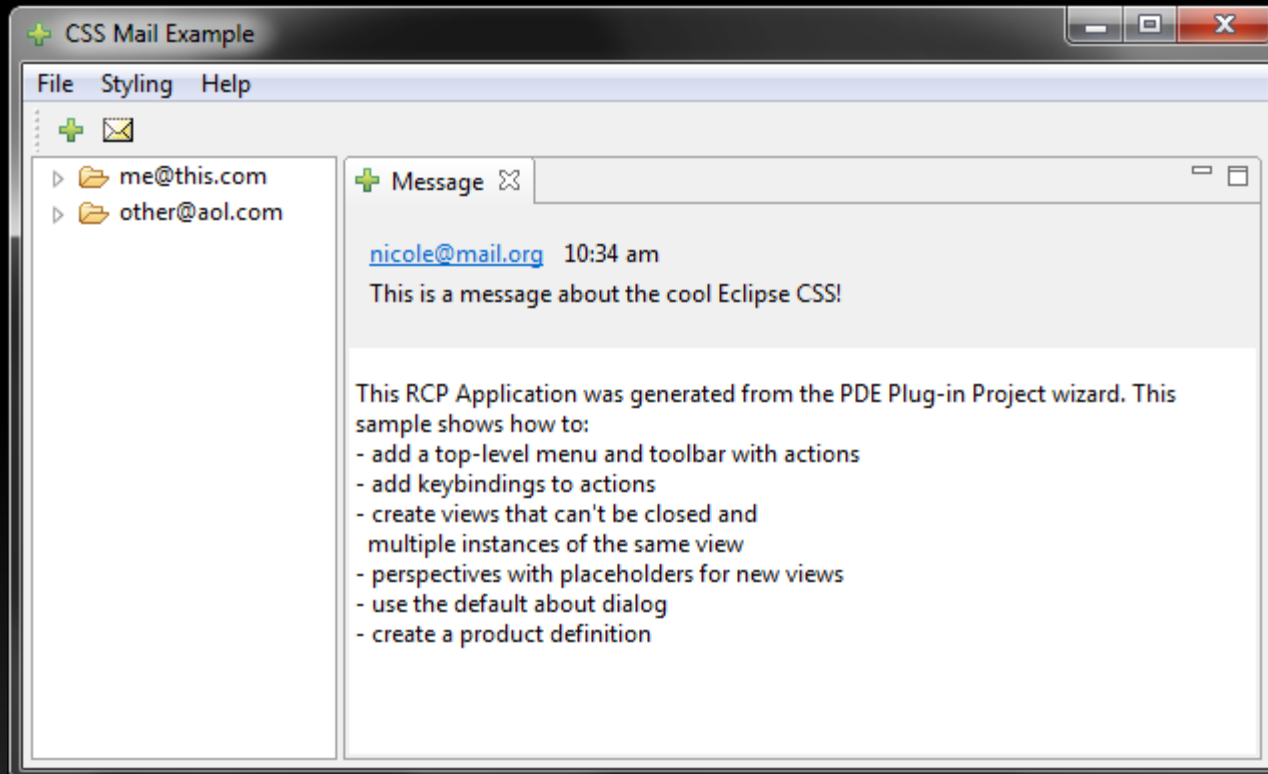 CSS Mail Example
File Styling Help
me@this.com
other@aol.com
Message
nicole@mail.org 10:34 am
This is a message about the cool Eclipse CSS!
This RCP Application was generated from the PDE Plug-in Project wizard. This
sample shows how to:
- add a top-level menu and toolbar with actions
- add keybindings to actions
- create views that can't be closed and
multiple instances of the same view
- perspectives with placeholders for new views
- use the default about dialog
- create a product definition